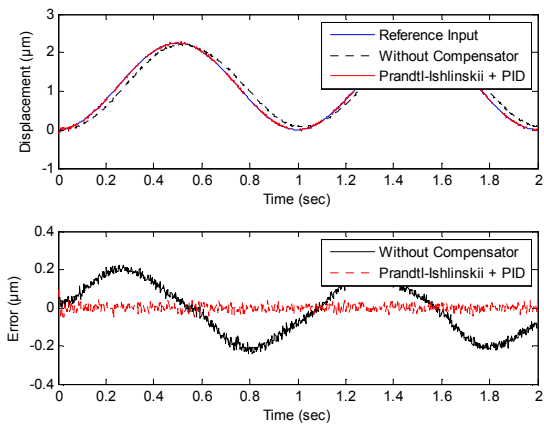 3
2
1
0
-1
Displacement (µm)
Reference Input
Without Compensator
Prandtl-Ishlinskii + PID
0 0.2 0.4 0.6 0.8 1 1.2 1.4 1.6 1.8 2
Time (sec)
0.4
0.2
0
-0.2
-0.4
Error (µm)
Without Compensator
Prandtl-Ishlinskii + PID
0 0.2 0.4 0.6 0.8 1 1.2 1.4 1.6 1.8 2
Time (sec)